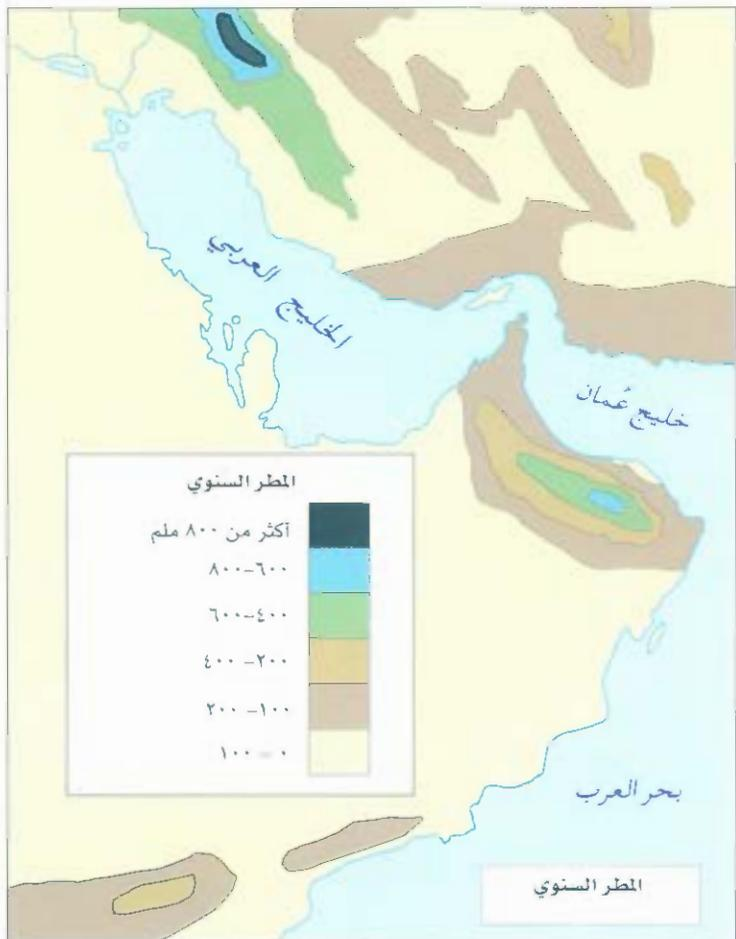 الخليج العربي
خليج عُمان
المطر السنوي
أكثر من ٨٠٠ ملم
٦٠٠-٨٠٠
٤٠٠-٦٠٠
٢٠٠- ٤٠٠
١٠٠- ٢٠٠
٠ - ١٠٠
بحر العرب
المطر السنوي